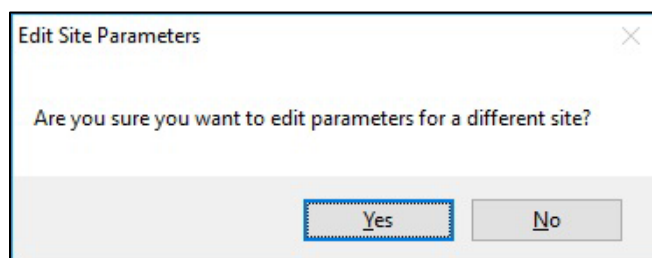 Edit Site Parameters
Are you sure you want to edit parameters for a different site?
Yes
No